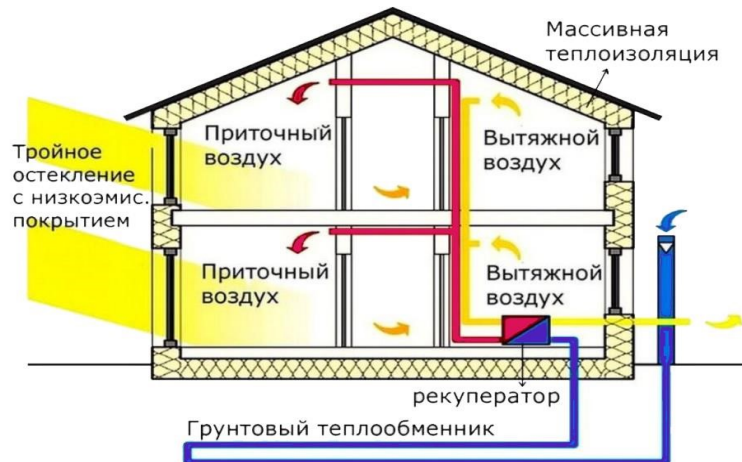 Массивная
теплоизоляция
Приточный
воздух
Вытяжной
воздух
Тройное
остекление
с низкоэмис.
покрытием
Приточный
воздух
Вытяжной
воздух
рекуператор
Грунтовый теплообменник